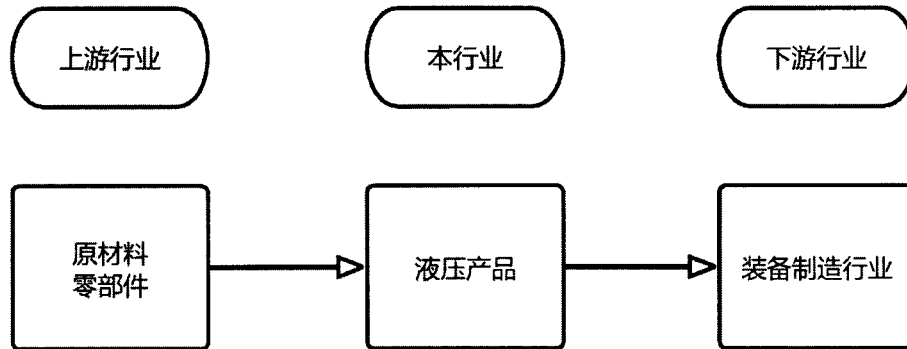 上游行业
本行业
下游行业
原材料
零部件
液压产品
装备制造行业